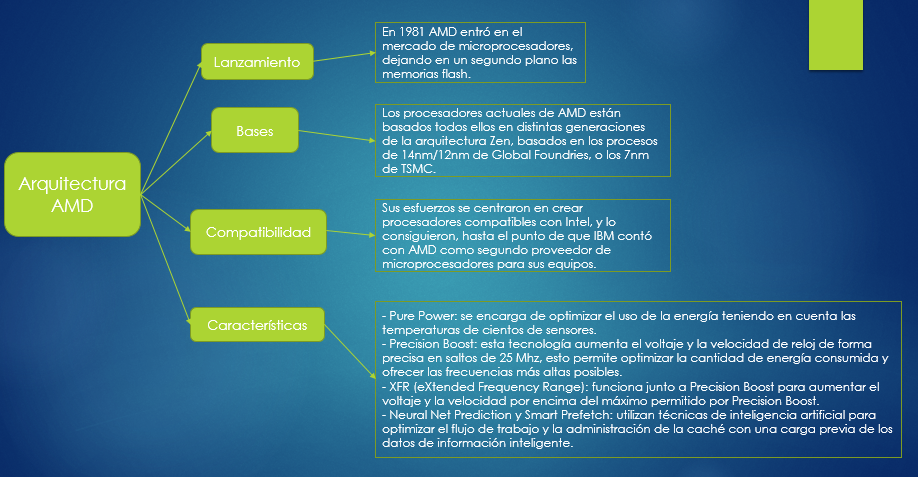 Arquitectura
AMD
Lanzamiento
En 1981 AMD entró en el
mercado de microprocesadores,
dejando en un segundo plano las
memorias flash.
Bases
Los procesadores actuales de AMD están
basados todos ellos en distintas generaciones
de la arquitectura Zen, basados en los procesos
de 14nm/12nm de Global Foundries, o los 7nm
de TSMC.
Compatibilidad
Sus esfuerzos se centraron en crear
procesadores compatibles con Intel, y lo
consiguieron, hasta el punto de que IBM contó
con AMD como segundo proveedor de
microprocesadores para sus equipos.
Características
- Pure Power: se encarga de optimizar el uso de la energía teniendo en cuenta las
temperaturas de cientos de sensores.
- Precision Boost: esta tecnología aumenta el voltaje y la velocidad de reloj de forma
precisa en saltos de 25 Mhz, esto permite optimizar la cantidad de energía consumida y
ofrecer las frecuencias más altas posibles.
- XFR (eXtended Frequency Range): funciona junto a Precision Boost para aumentar el
voltaje y la velocidad por encima del máximo permitido por Precision Boost.
- Neural Net Prediction y Smart Prefetch: utilizan técnicas de inteligencia artificial para
optimizar el flujo de trabajo y la administración de la caché con una carga previa de los
datos de información inteligente.